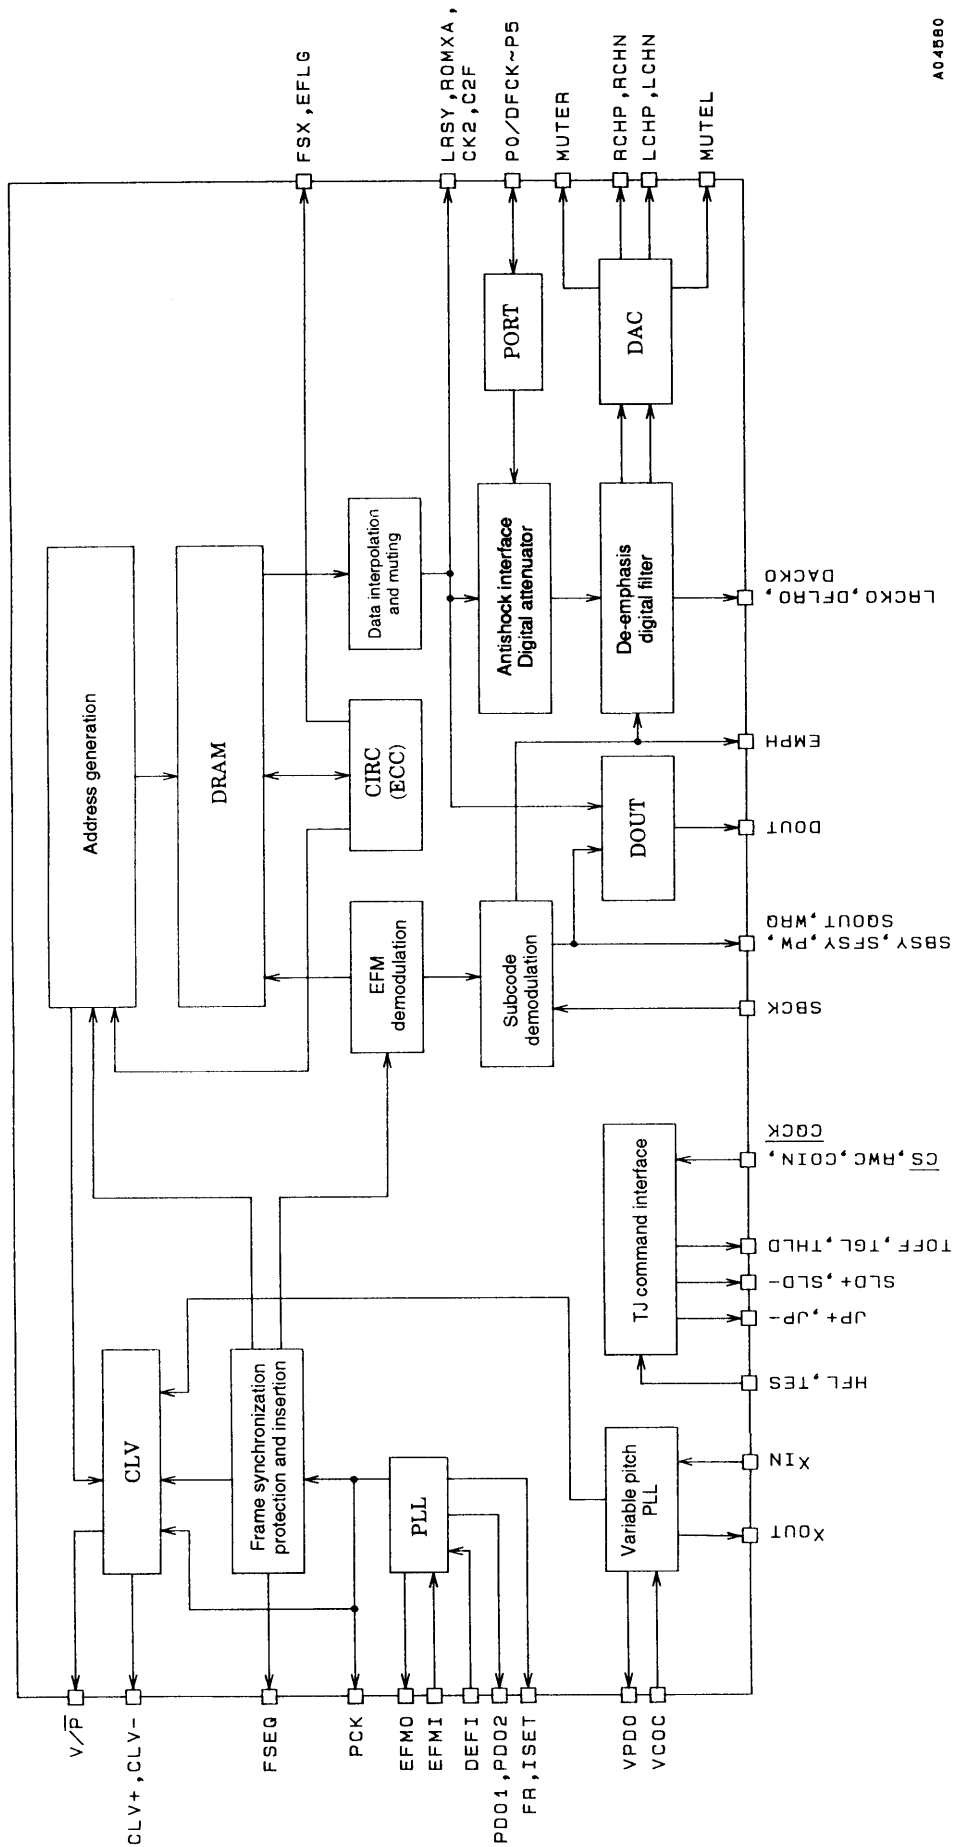 A04580
FSX,EFLG
LRSY,ROMXA,
CK2,C2F
P0/DFCK~P5
MUTER
RCHP,RCHN
LCHP,LCHN
MUTEL
Address generation
DRAM
CIRC
(ECC)
Data interpolation
and muting
PORT
Antishock interface
Digital attenuator
DAC
De-emphasis
digital filter
EFM
demodulation
Subcode
demodulation
DOUT
CLV
Frame synchronization
protection and insertion
PLL
TJ command interface
Variable pitch
PLL
V/P̅
CLV+,CLV-
FSEQ
PCK
EFMO
EFMI
DEFI
PDO1,PDO2
FR,ISET
VPDO
VCOC
XOUT
XIN
HFL,TES
JP+,JP-
SLD+,SLD-
TOFF,TGL,THLD
C̅S̅,RWC,COIN,
C̅Q̅C̅K̅
SBCK
SBSY,SFSY,PW,
SQOUT,WRQ
DOUT
EMPH
LRCKO,DFLRO,
DACKO